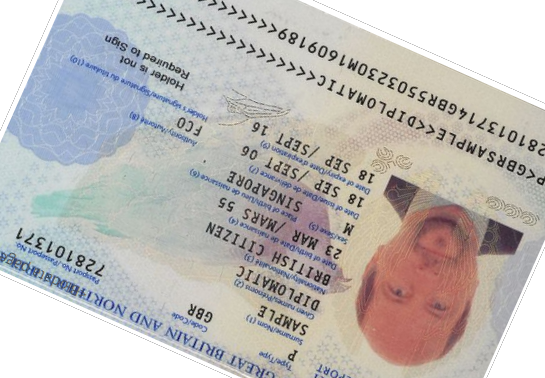 GREAT BRITAIN AND NORTHERN
PORT
Type/Type
P
Code/Code
GBR
Passport No./Passeport No.
728101371
Surname/Nom (1)
SAMPLE
Given names/Prénoms (2)
DIPLOMATIC
Nationality/Nationalité (3)
BRITISH CITIZEN
Date of birth/Date de naissance (4)
23 MAR /MARS 55
Sex/Sexe (5)
M
Place of birth/Lieu de naissance (6)
SINGAPORE
Date of issue/Date de délivrance (7)
18 SEP /SEPT 06
Authority/Autorité (8)
FCO
Date of expiry/Date d'expiration (9)
18 SEP /SEPT 16
Holder's signature/Signature du titulaire (10)
Holder is not
Required to Sign
P<GBRSAMPLE<<DIPLOMATIC<<<<<<<<<<<<<<<<<<<
7281013714GBR5503230M1609189<<<<<<<<